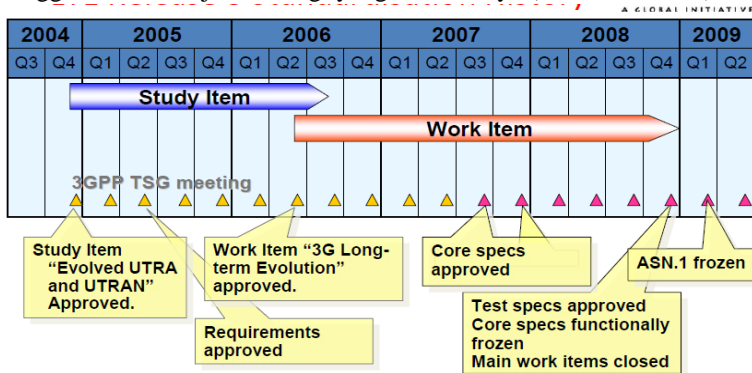 A GLOBAL INITIATIVE
2004 2005 2006 2007 2008 2009
Q3 Q4 Q1 Q2 Q3 Q4 Q1 Q2 Q3 Q4 Q1 Q2 Q3 Q4 Q1 Q2 Q3 Q4 Q1 Q2
Study Item
Work Item
3GPP TSG meeting
Study Item
“Evolved UTRA
and UTRAN”
Approved.
Requirements
approved
Work Item “3G Long-
term Evolution”
approved.
Core specs
approved
Test specs approved
Core specs functionally
frozen
Main work items closed
ASN.1 frozen